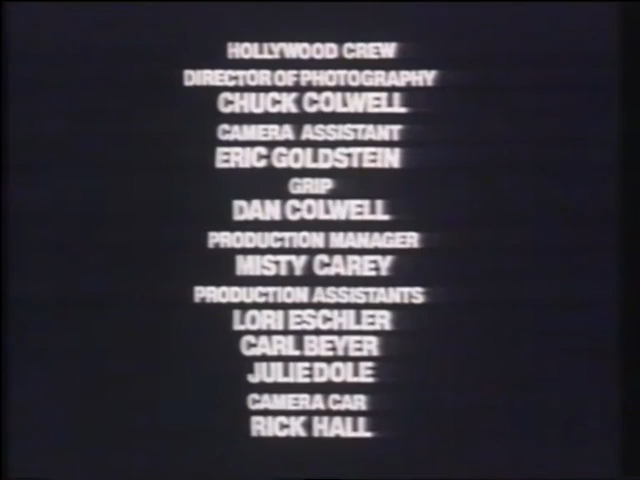 HOLLYWOOD CREW
DIRECTOR OF PHOTOGRAPHY
CHUCK COLWELL
CAMERA ASSISTANT
ERIC GOLDSTEIN
GRIP
DAN COLWELL
PRODUCTION MANAGER
MISTY CAREY
PRODUCTION ASSISTANTS
LORI ESCHLER
CARL BEYER
JULIE DOLE
CAMERA CAR
RICK HALL